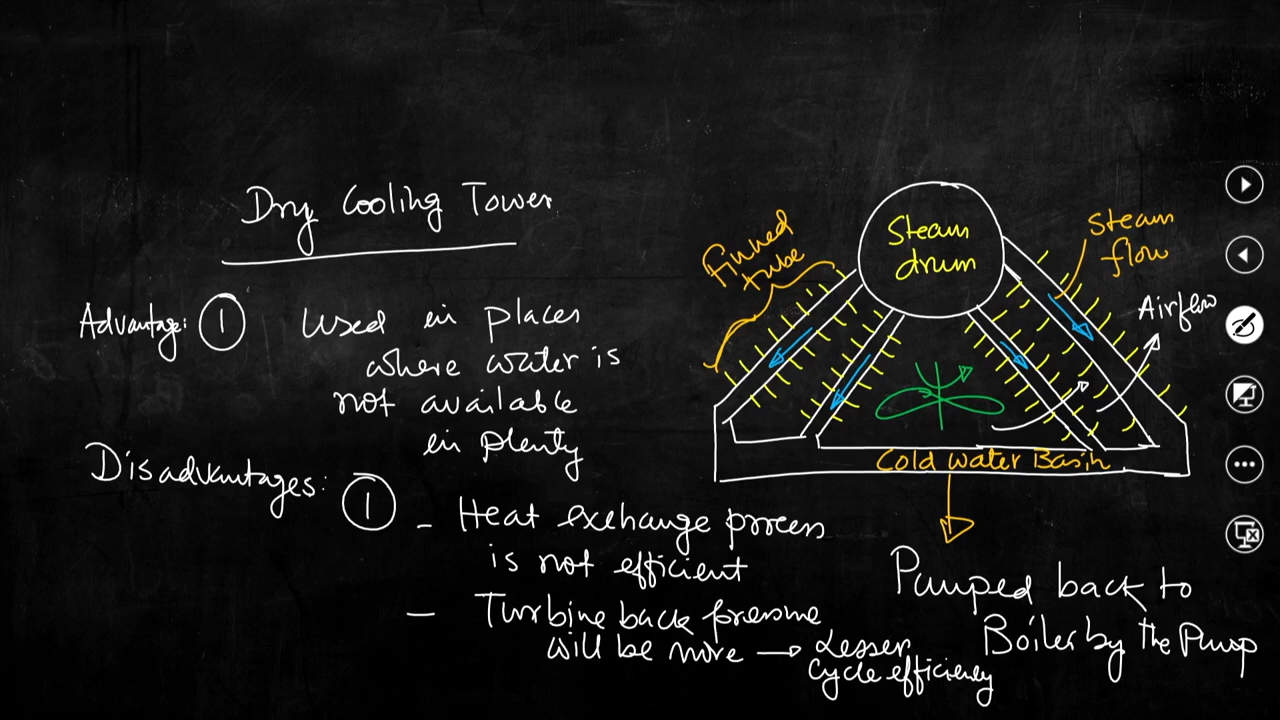 Dry Cooling Tower
Advantage: 1 Used in places
where water is
not available
in plenty
Disadvantages: 1 - Heat exchange process
is not efficient
- Turbine back pressure
will be more → Lesser
cycle efficiency
Finned
tube
Steam
drum
Steam
flow
Airflow
Cold water Basin
Pumped back to
Boiler by the Pump